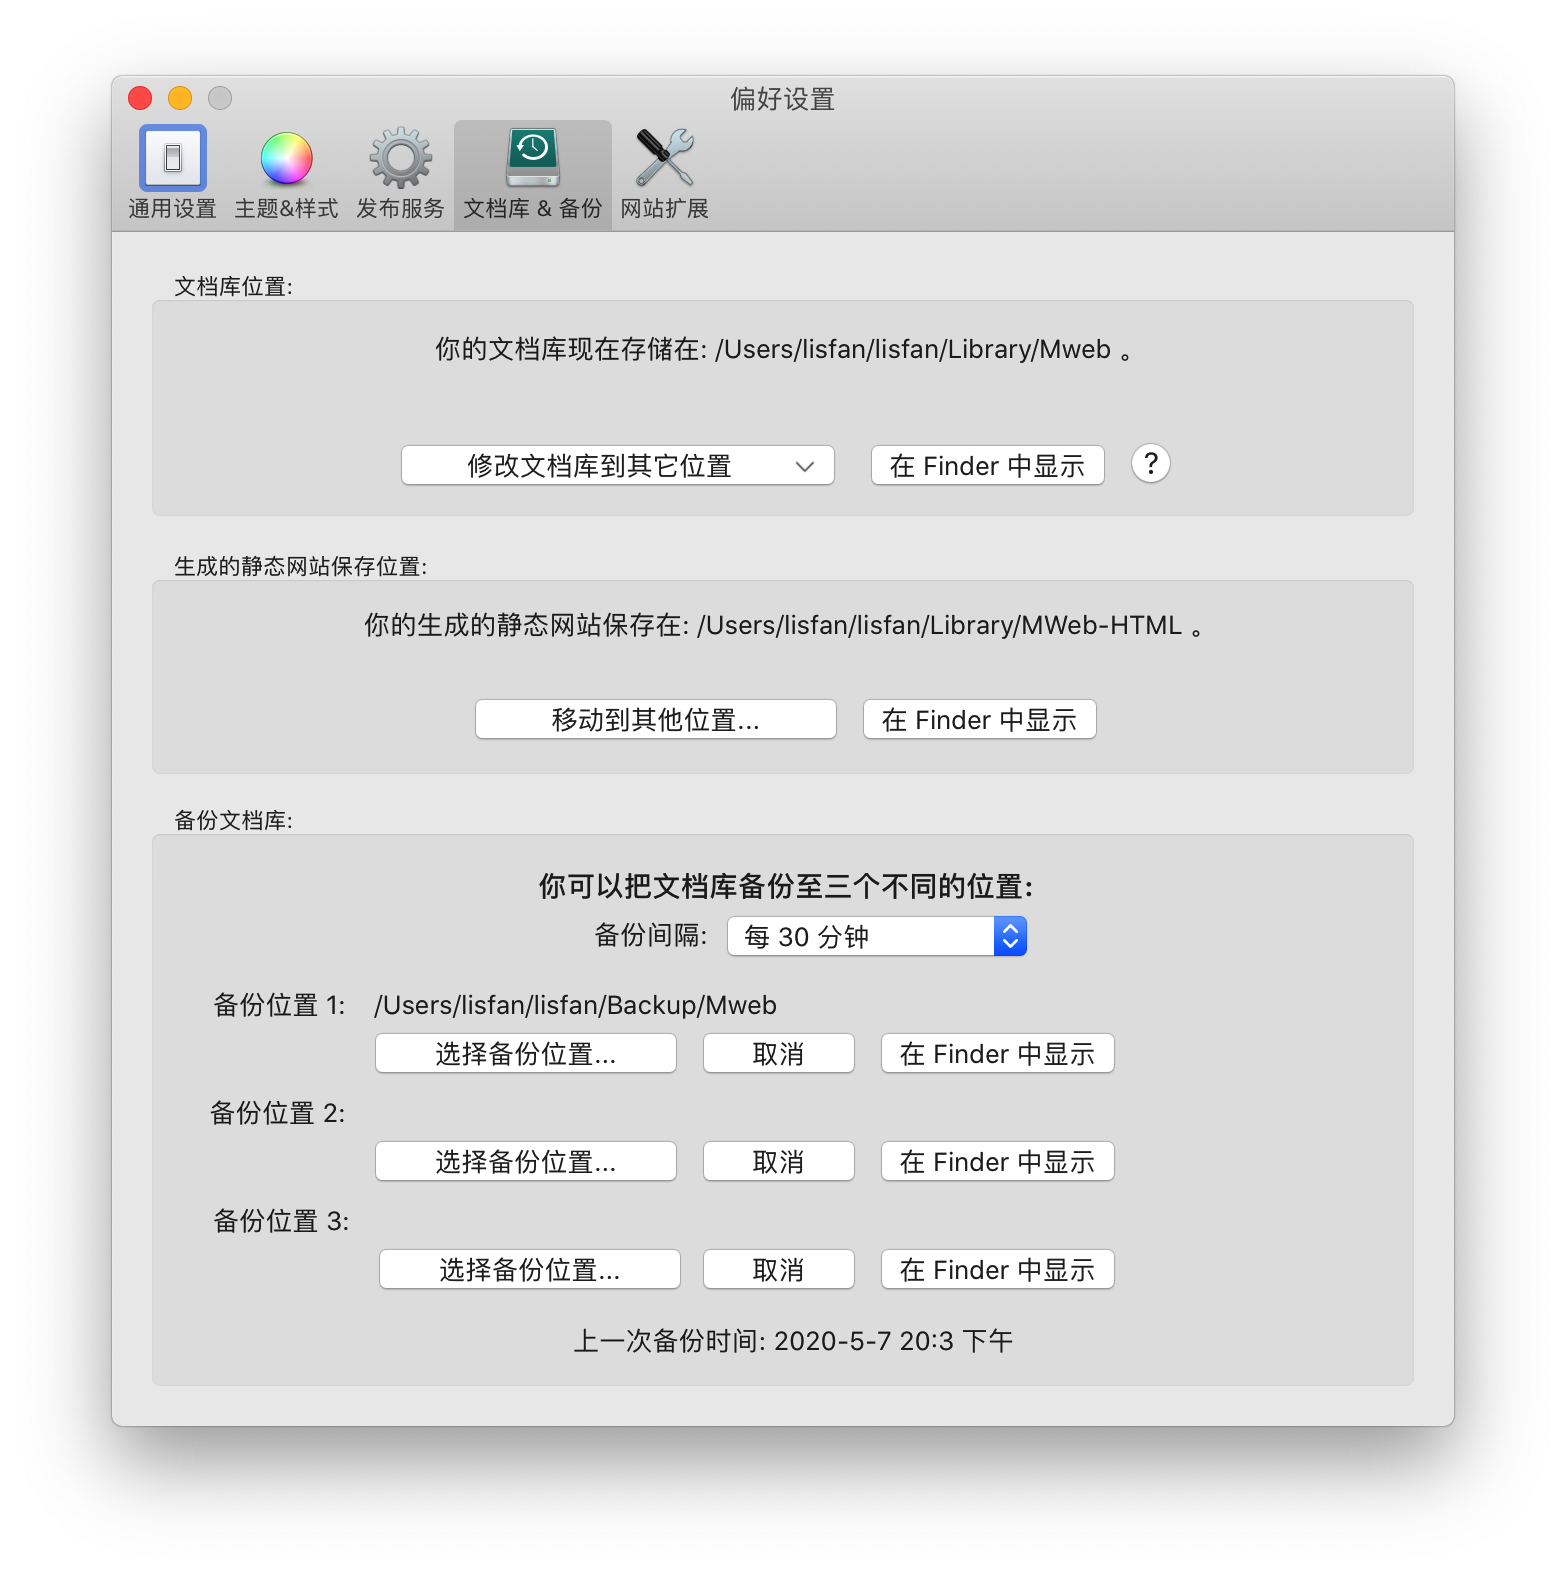 偏好设置
通用设置 主题&样式 发布服务 文档库 & 备份 网站扩展
文档库位置:
你的文档库现在存储在: /Users/lisfan/lisfan/Library/Mweb 。
修改文档库到其它位置 在 Finder 中显示 ?
生成的静态网站保存位置:
你的生成的静态网站保存在: /Users/lisfan/lisfan/Library/MWeb-HTML 。
移动到其他位置... 在 Finder 中显示
备份文档库:
你可以把文档库备份至三个不同的位置:
备份间隔: 每 30 分钟
备份位置 1: /Users/lisfan/lisfan/Backup/Mweb
选择备份位置... 取消 在 Finder 中显示
备份位置 2:
选择备份位置... 取消 在 Finder 中显示
备份位置 3:
选择备份位置... 取消 在 Finder 中显示
上一次备份时间: 2020-5-7 20:3 下午